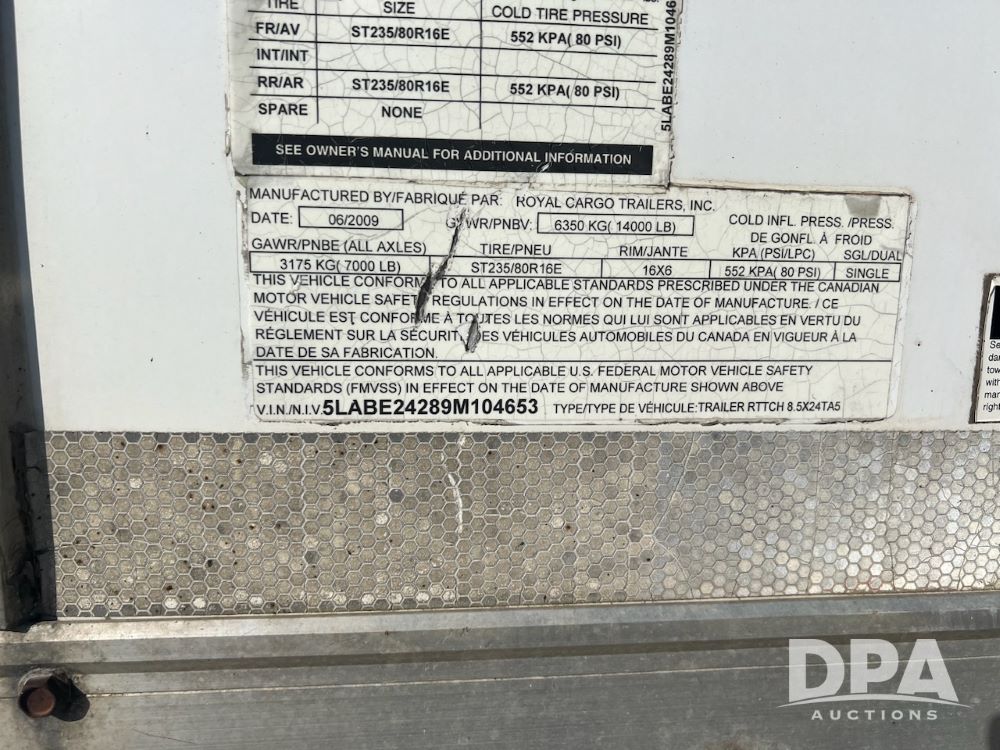 TIRE SIZE COLD TIRE PRESSURE
FR/AV ST235/80R16E 552 KPA( 80 PSI)
INT/INT
RR/AR ST235/80R16E 552 KPA( 80 PSI)
SPARE NONE
5LABE24289M1046
SEE OWNER'S MANUAL FOR ADDITIONAL INFORMATION
MANUFACTURED BY/FABRIQUÉ PAR: ROYAL CARGO TRAILERS, INC.
DATE: 06/2009 GVWR/PNBV: 6350 KG( 14000 LB) COLD INFL. PRESS. /PRESS.
DE GONFL. À FROID
GAWR/PNBE (ALL AXLES) TIRE/PNEU RIM/JANTE KPA (PSI/LPC) SGL/DUAL
3175 KG( 7000 LB) ST235/80R16E 16X6 552 KPA( 80 PSI) SINGLE
THIS VEHICLE CONFORMS TO ALL APPLICABLE STANDARDS PRESCRIBED UNDER THE CANADIAN
MOTOR VEHICLE SAFETY REGULATIONS IN EFFECT ON THE DATE OF MANUFACTURE. / CE
VÉHICULE EST CONFORME À TOUTES LES NORMES QUI LUI SONT APPLICABLES EN VERTU DU
RÉGLEMENT SUR LA SÉCURITÉ DES VÉHICULES AUTOMOBILES DU CANADA EN VIGUEUR À LA
DATE DE SA FABRICATION.
THIS VEHICLE CONFORMS TO ALL APPLICABLE U.S. FEDERAL MOTOR VEHICLE SAFETY
STANDARDS (FMVSS) IN EFFECT ON THE DATE OF MANUFACTURE SHOWN ABOVE
V.I.N./N.I.V. 5LABE24289M104653 TYPE/TYPE DE VÉHICULE: TRAILER RTTCH 8.5X24TA5
Se
dan
tow
with
man
right
DPA
AUCTIONS